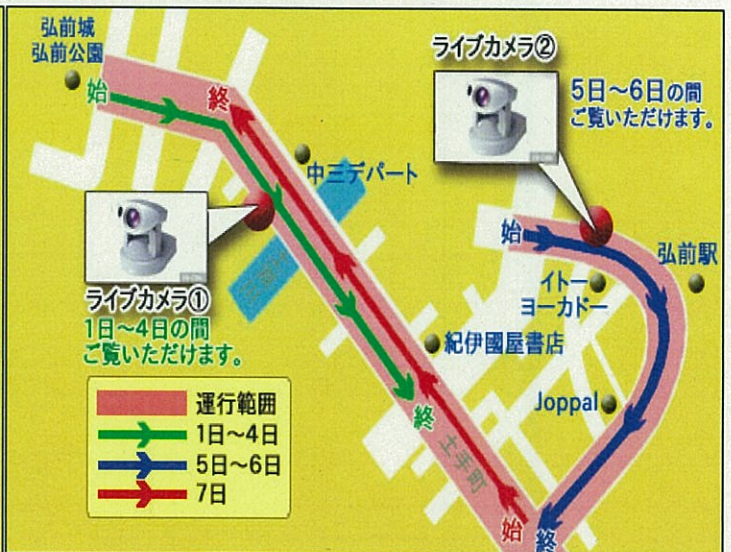 弘前城
弘前公園
始
終
中三デパート
ライブカメラ①
1日～4日の間
ご覧いただけます。
ライブカメラ②
5日～6日の間
ご覧いただけます。
始
弘前駅
イトー
ヨーカドー
紀伊國屋書店
Joppal
終
土手町
始
終
運行範囲
1日～4日
5日～6日
7日